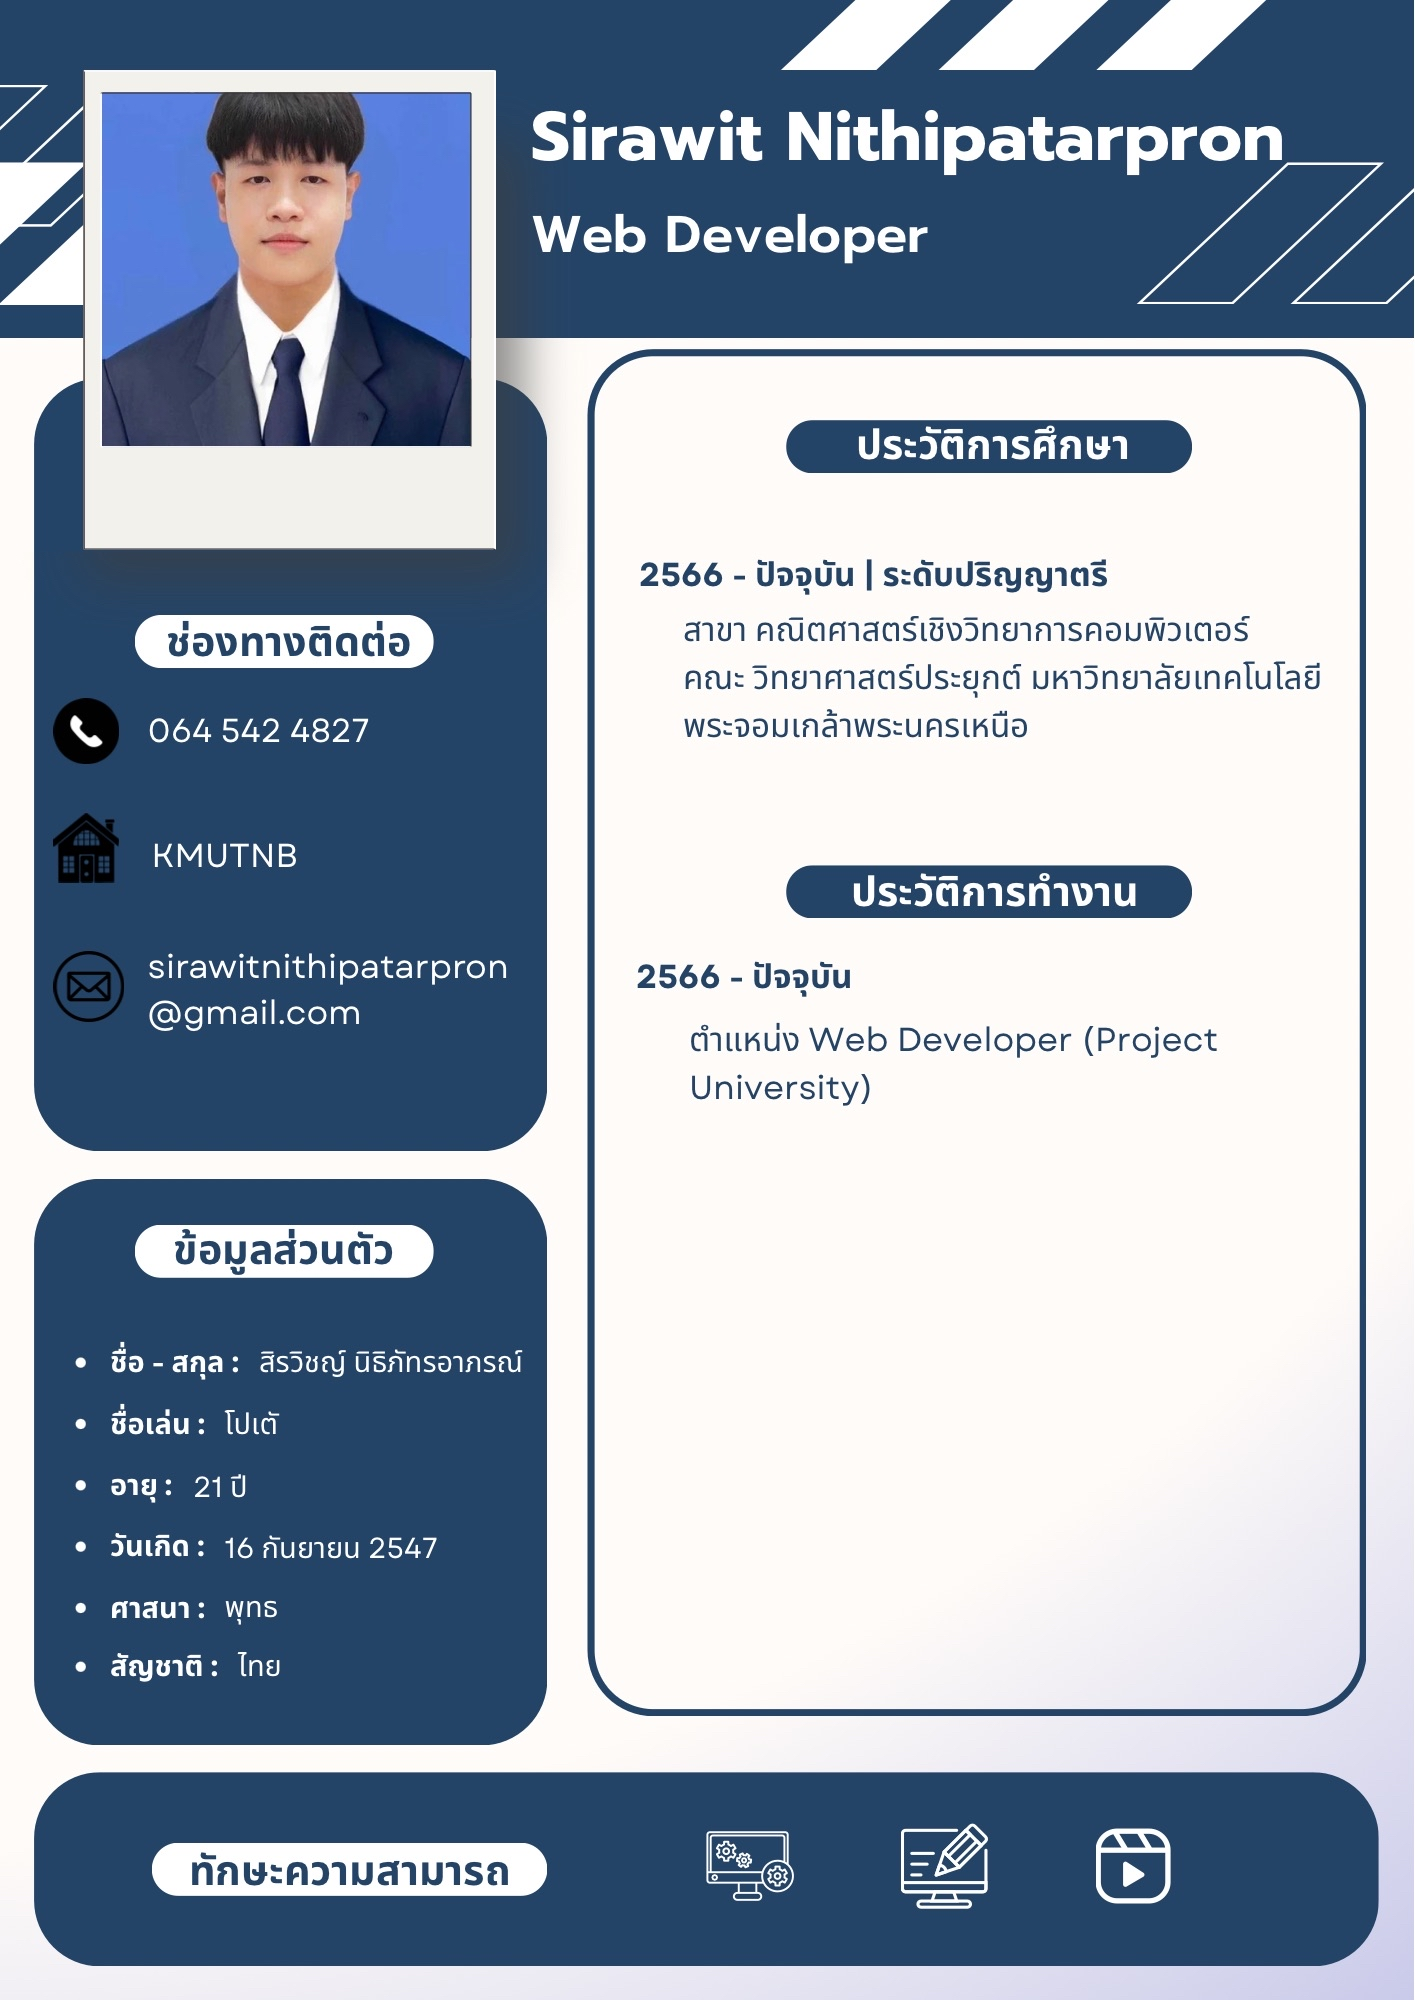 Sirawit Nithipatarpron
Web Developer
ช่องทางติดต่อ
064 542 4827
KMUTNB
sirawitnithipatarpron
@gmail.com
ข้อมูลส่วนตัว
ชื่อ - สกุล : สิรวิชญ์ นิธิภัทรอาภรณ์
ชื่อเล่น : โปเตั
อายุ : 21 ปี
วันเกิด : 16 กันยายน 2547
ศาสนา : พุทธ
สัญชาติ : ไทย
ประวัติการศึกษา
2566 - ปัจจุบัน | ระดับปริญญาตรี
สาขา คณิตศาสตร์เชิงวิทยาการคอมพิวเตอร์
คณะ วิทยาศาสตร์ประยุกต์ มหาวิทยาลัยเทคโนโลยี
พระจอมเกล้าพระนครเหนือ
ประวัติการทำงาน
2566 - ปัจจุบัน
ตำแหน่ง Web Developer (Project
University)
ทักษะความสามารถ